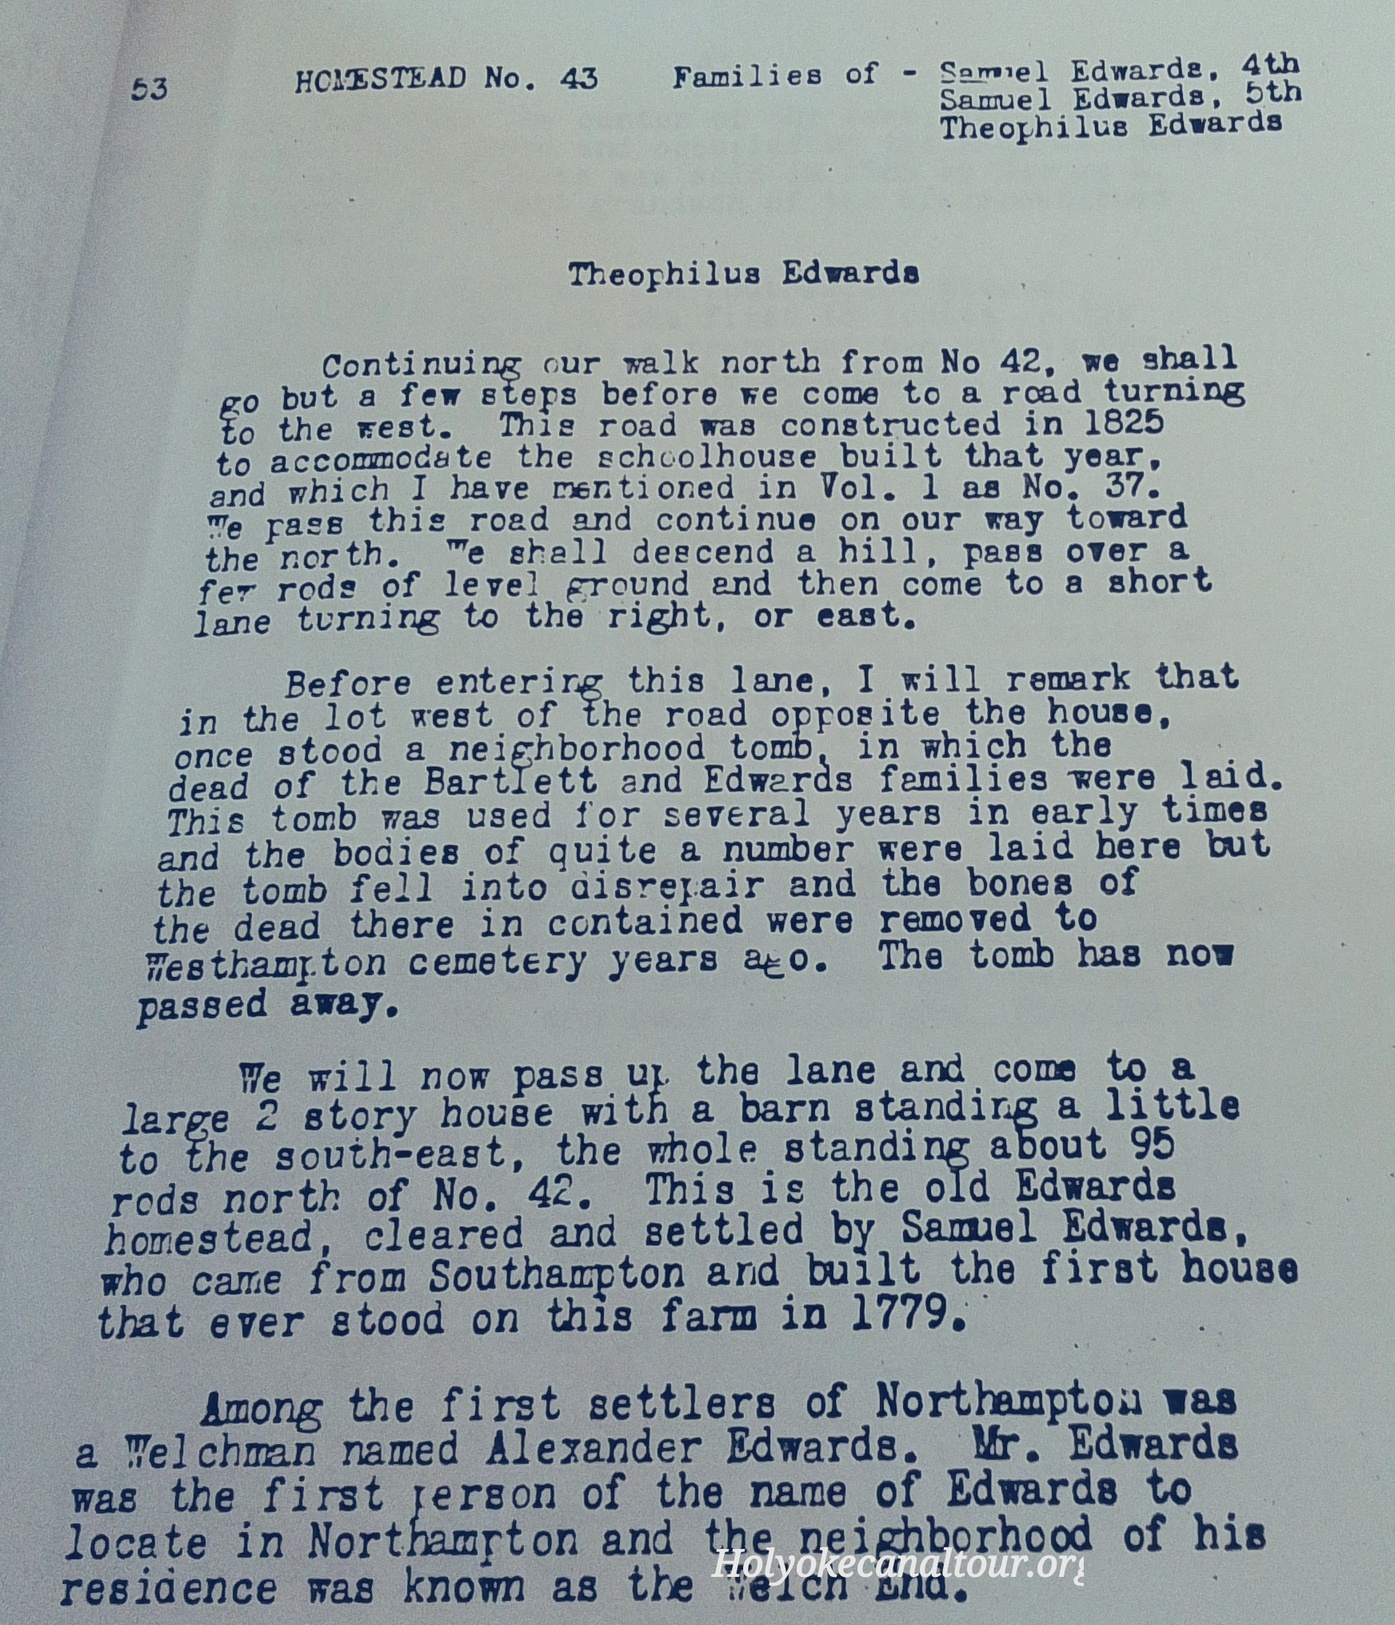 53 HOMESTEAD No. 43 Families of - Samuel Edwards, 4th
Samuel Edwards, 5th
Theophilus Edwards
Theophilus Edwards
Continuing our walk north from No 42, we shall
go but a few steps before we come to a road turning
to the west. This road was constructed in 1825
to accommodate the schoolhouse built that year,
and which I have mentioned in Vol. 1 as No. 37.
We pass this road and continue on our way toward
the north. We shall descend a hill, pass over a
few rods of level ground and then come to a short
lane turning to the right, or east.
Before entering this lane, I will remark that
in the lot west of the road opposite the house,
once stood a neighborhood tomb, in which the
dead of the Bartlett and Edwards families were laid.
This tomb was used for several years in early times
and the bodies of quite a number were laid here but
the tomb fell into disrepair and the bones of
the dead there in contained were removed to
Westhampton cemetery years ago. The tomb has now
passed away.
We will now pass up the lane and come to a
large 2 story house with a barn standing a little
to the south-east, the whole standing about 95
rods north of No. 42. This is the old Edwards
homestead, cleared and settled by Samuel Edwards,
who came from Southampton and built the first house
that ever stood on this farm in 1779.
Among the first settlers of Northampton was
a Welchman named Alexander Edwards. Mr. Edwards
was the first person of the name of Edwards to
locate in Northampton and the neighborhood of his
residence was known as the Welch End.
Holyokecanaltour.org